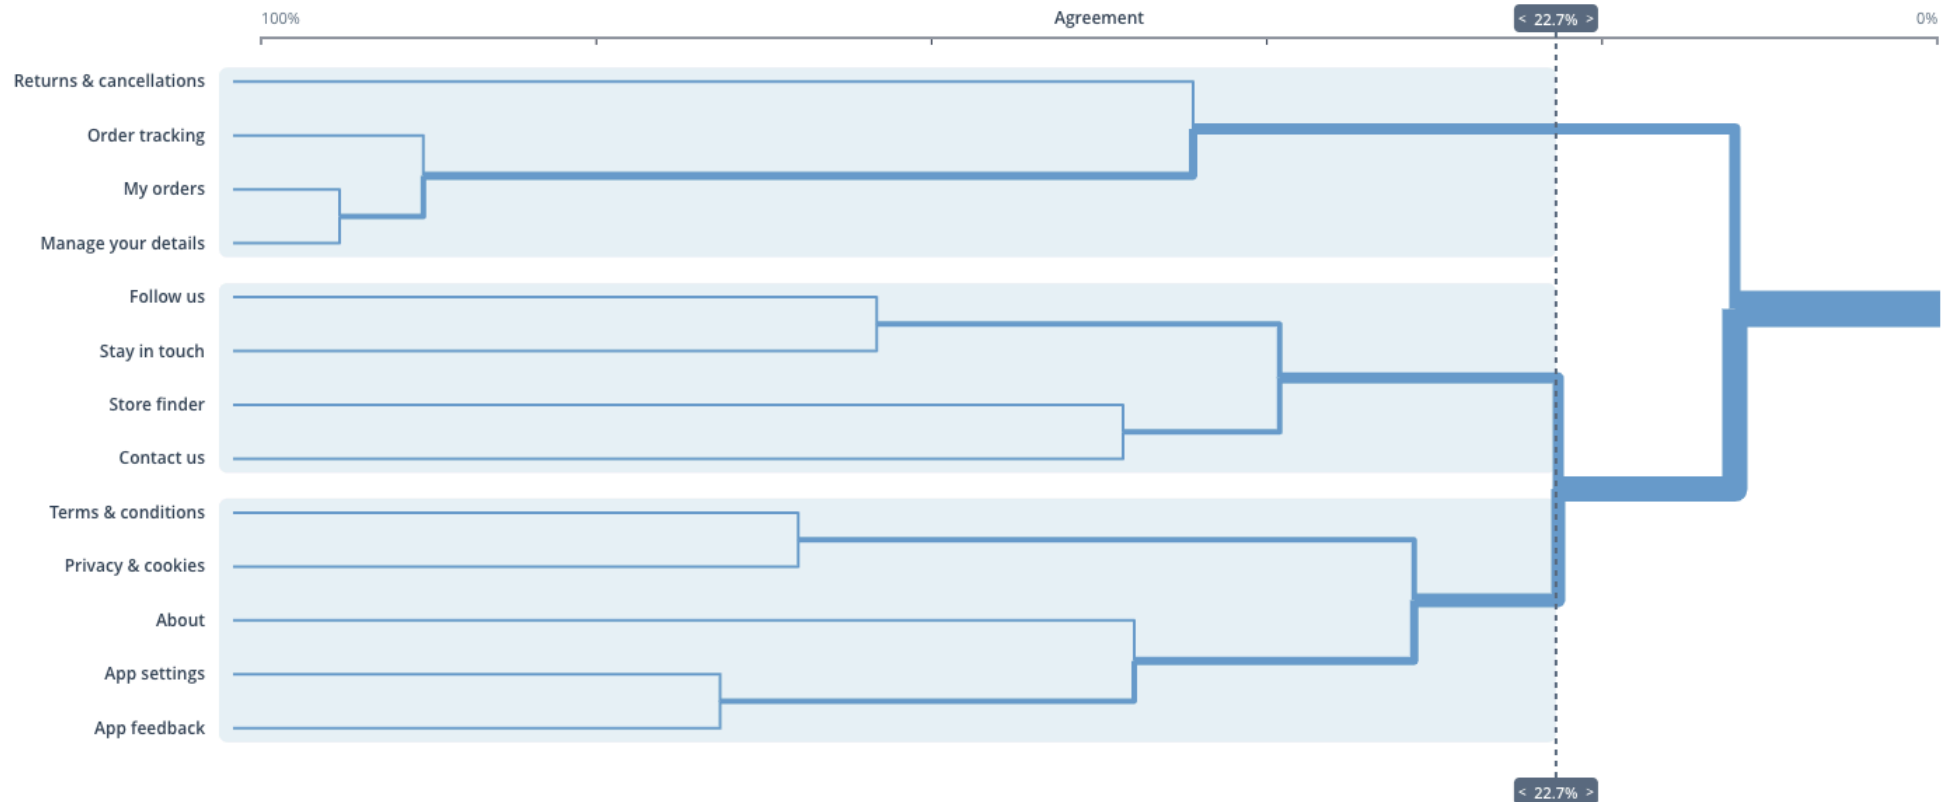 100%
Agreement
< 22.7% >
0%
Returns & cancellations
Order tracking
My orders
Manage your details
Follow us
Stay in touch
Store finder
Contact us
Terms & conditions
Privacy & cookies
About
App settings
App feedback
< 22.7% >